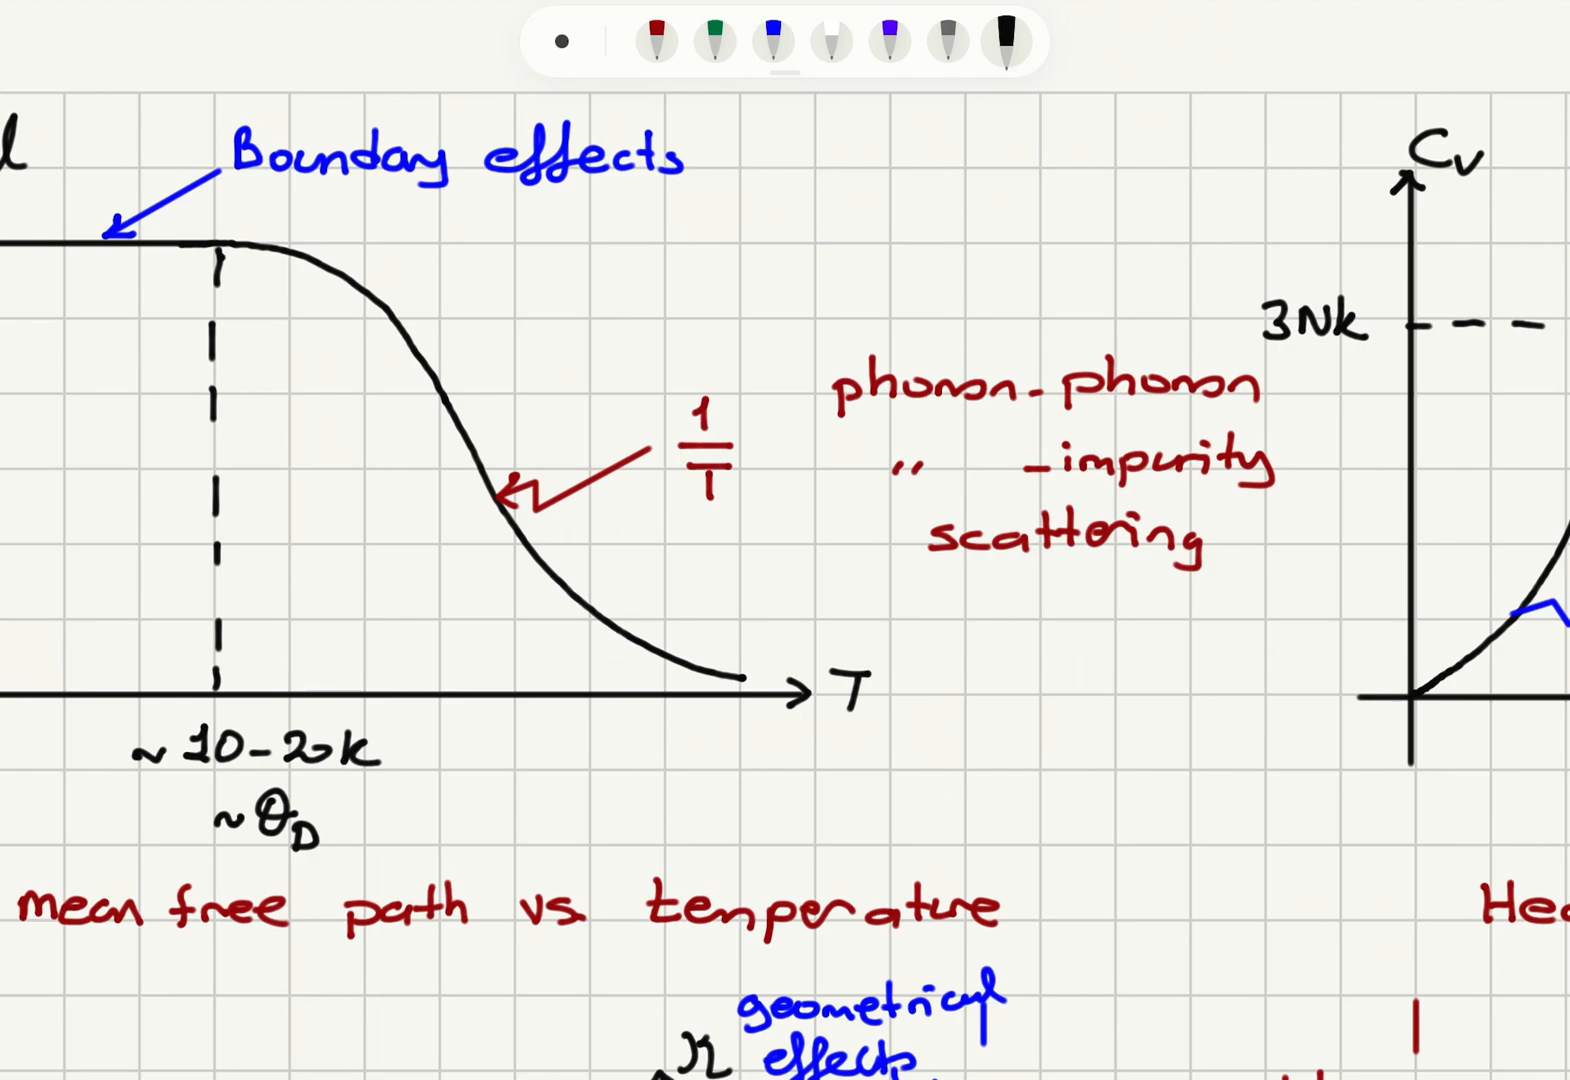 l
Boundary effects
1
T
phonon-phonon
" -impurity
scattering
T
~ 10-20k
~ θD
mean free path vs temperature
Cv
3Nk
Hea
geometrical
effects
K